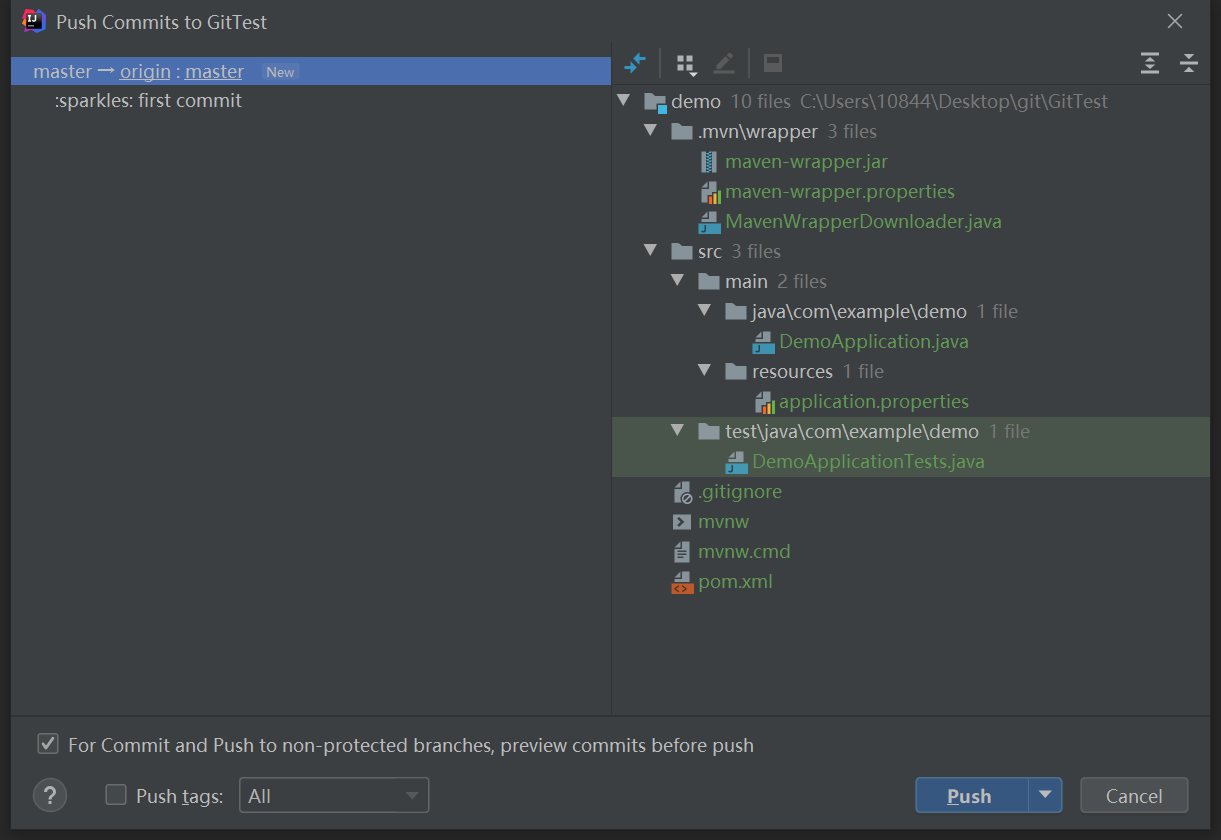 Push Commits to GitTest
master → origin : master New
:sparkles: first commit
demo 10 files C:\Users\10844\Desktop\git\GitTest
.mvn\wrapper 3 files
maven-wrapper.jar
maven-wrapper.properties
MavenWrapperDownloader.java
src 3 files
main 2 files
java\com\example\demo 1 file
DemoApplication.java
resources 1 file
application.properties
test\java\com\example\demo 1 file
DemoApplicationTests.java
.gitignore
mvnw
mvnw.cmd
pom.xml
For Commit and Push to non-protected branches, preview commits before push
? Push tags: All Push Cancel